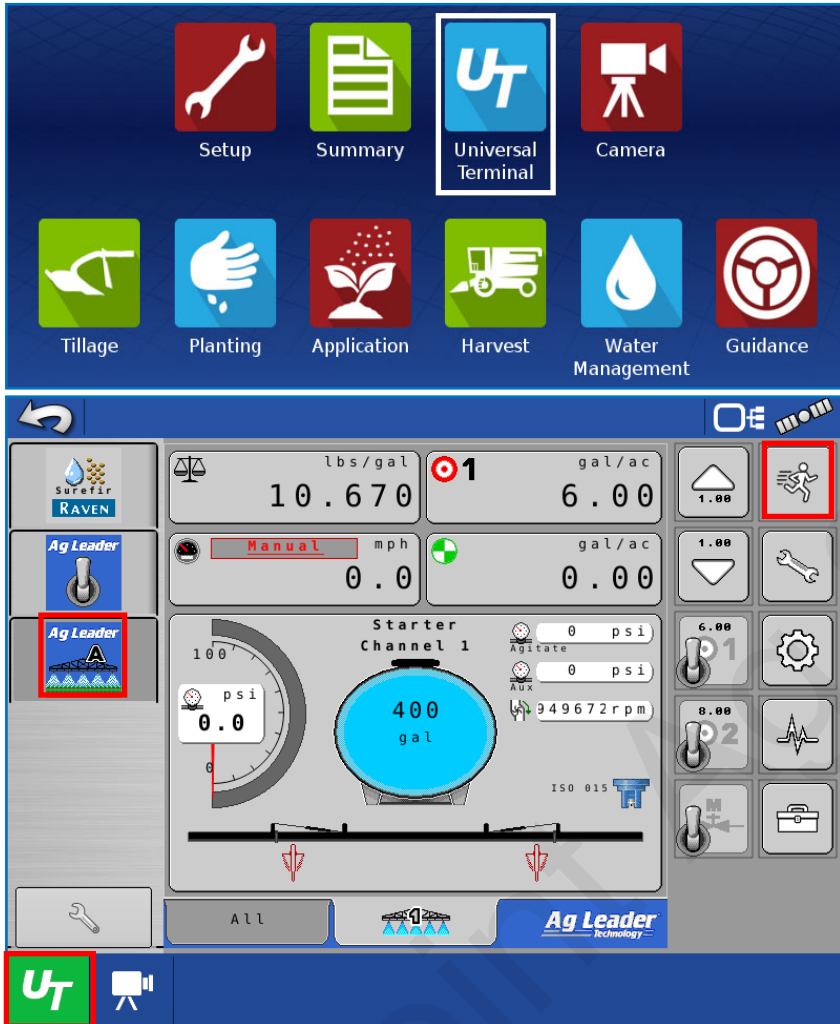 UT
Setup
Summary
Universal
Terminal
Camera
Tillage
Planting
Application
Harvest
Water
Management
Guidance
Surefir
RAVEN
Ag Leader
Ag Leader
A
lbs/gal
10.670
1
gal/ac
6.00
Manual
mph
0.0
gal/ac
0.00
Starter
Channel 1
100
0
psi
0.0
400
gal
0 psi
Agitate
0 psi
Aux
949672rpm
ISO 015
1.00
1.00
6.00
1
8.00
2
M
All
1
Ag Leader
Technology
UT